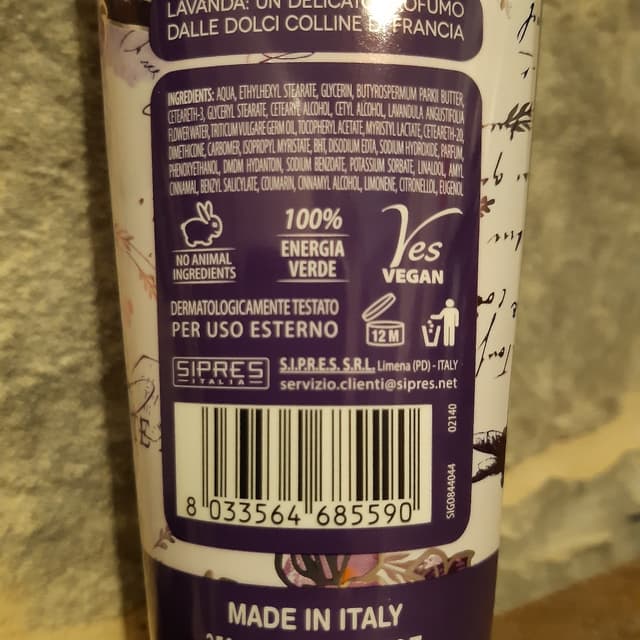 LAVANDA: UN DELICATO PROFUMO
DALLE DOLCI COLLINE DI FRANCIA
INGREDIENTS: AQUA, ETHYLHEXYL STEARATE, GLYCERIN, BUTYROSPERMUM PARKII BUTTER,
CETEARETH-3, GLYCERYL STEARATE, CETEARYL ALCOHOL, CETYL ALCOHOL, LAVANDULA ANGUSTIFOLIA
FLOWER WATER, TRITICUM VULGARE GERM OIL, TOCOPHERYL ACETATE, MYRISTYL LACTATE, CETEARETH-20,
DIMETHICONE, CARBOMER, ISOPROPYL MYRISTATE, BHT, DISODIUM EDTA, SODIUM HYDROXIDE, PARFUM,
PHENOXYETHANOL, DMDM HYDANTOIN, SODIUM BENZOATE, POTASSIUM SORBATE, LINALOOL, AMYL
CINNAMAL, BENZYL SALICYLATE, COUMARIN, CINNAMYL ALCOHOL, LIMONENE, CITRONELLOL, EUGENOL
NO ANIMAL
INGREDIENTS
100%
ENERGIA
VERDE
Yes
VEGAN
DERMATOLOGICAMENTE TESTATO
PER USO ESTERNO
12 M
SIPRES
ITALIA
S.I.P.R.E.S. S.R.L. Limena (PD) - ITALY
servizio.clienti@sipres.net
02140
SIG0844044
8 033564 685590
MADE IN ITALY